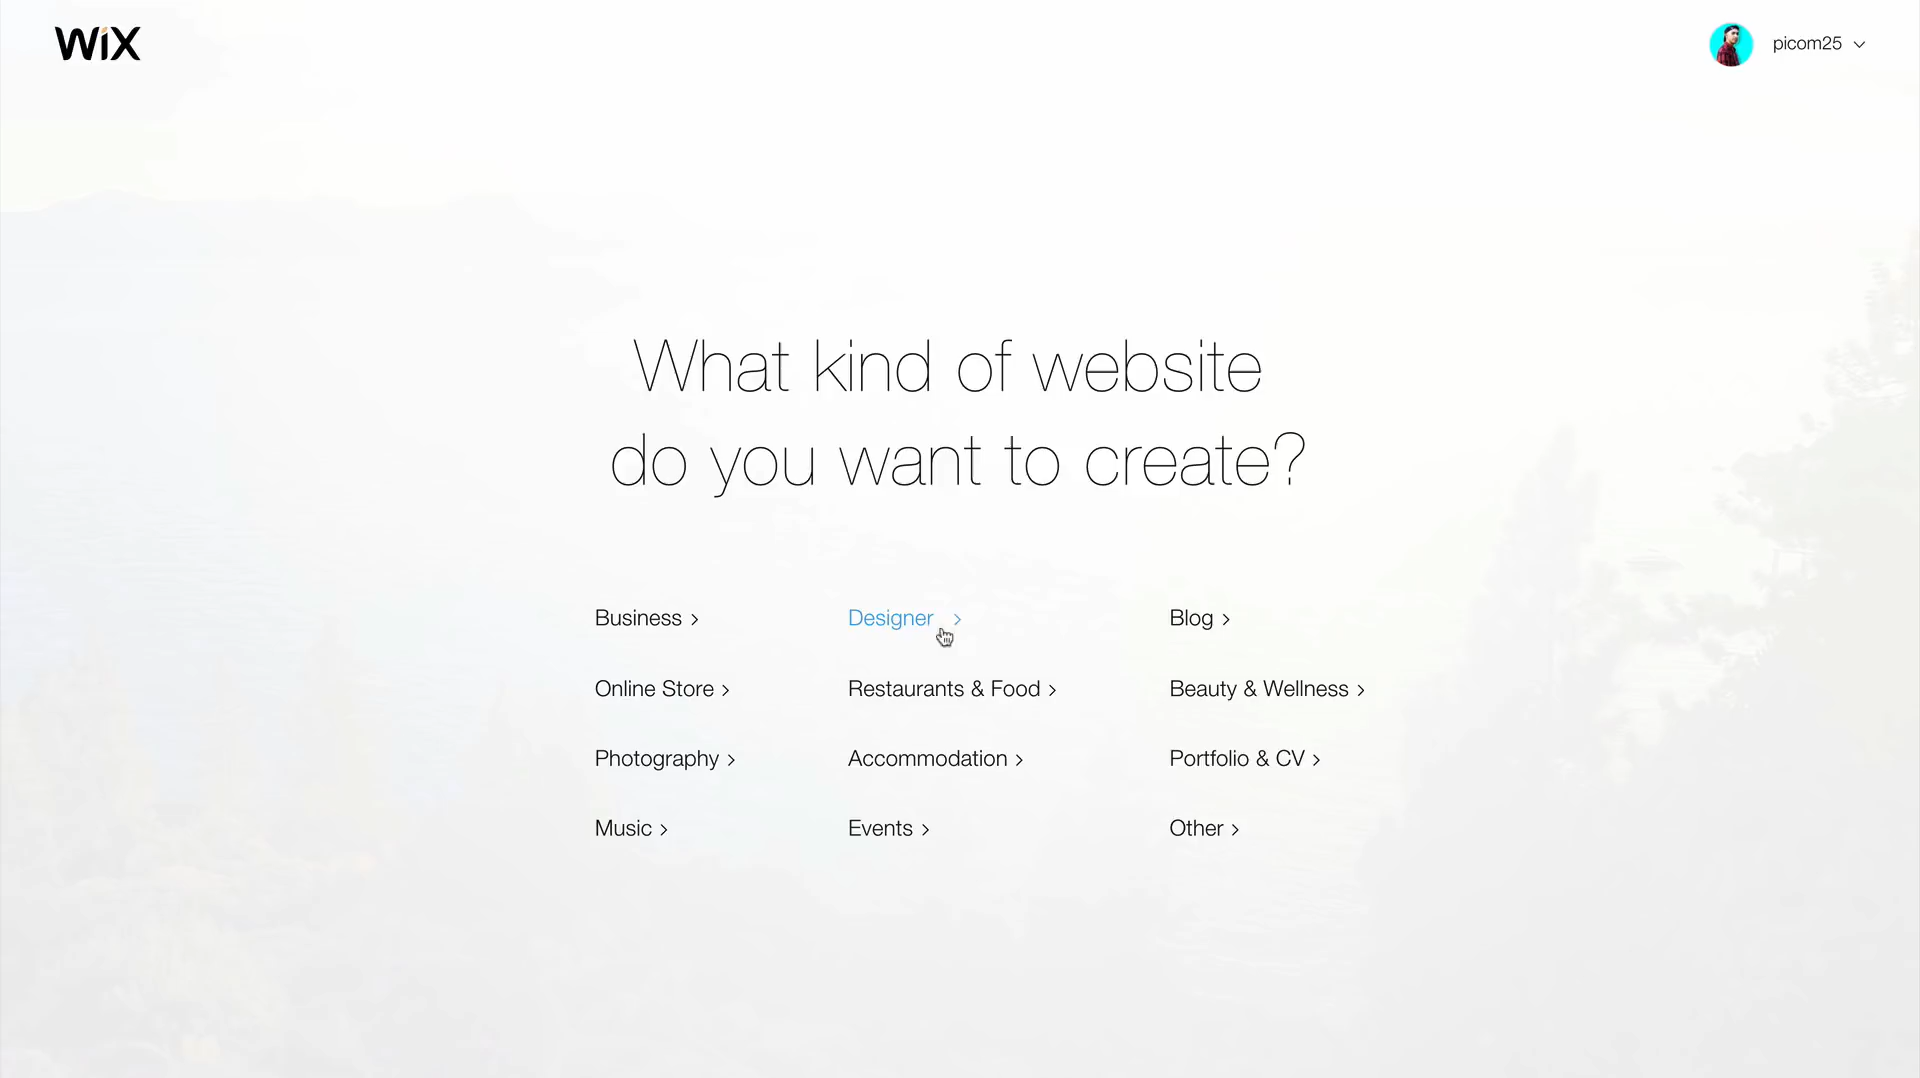 WiX
picom25
What kind of website
do you want to create?
Business
Designer
Blog
Online Store
Restaurants & Food
Beauty & Wellness
Photography
Accommodation
Portfolio & CV
Music
Events
Other